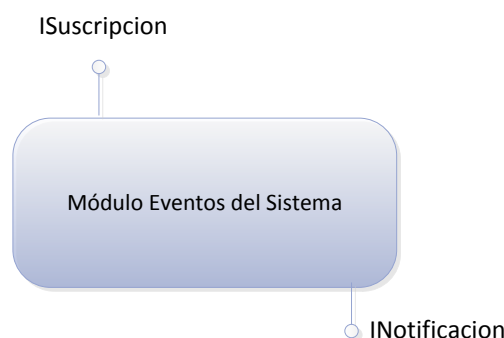 ISuscripcion
Módulo Eventos del Sistema
INotificacion